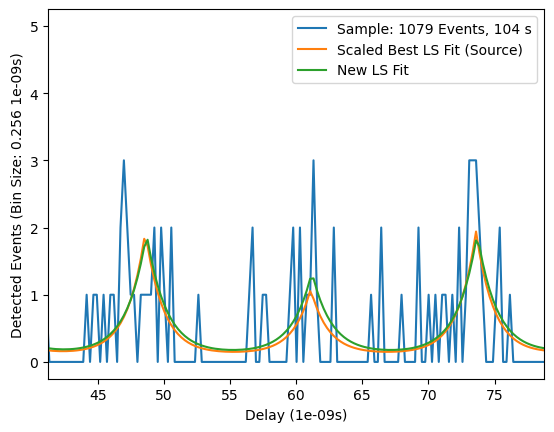 Sample: 1079 Events, 104 s
Scaled Best LS Fit (Source)
New LS Fit
Detected Events (Bin Size: 0.256 1e-09s)
5
4
3
2
1
0
45 50 55 60 65 70 75
Delay (1e-09s)